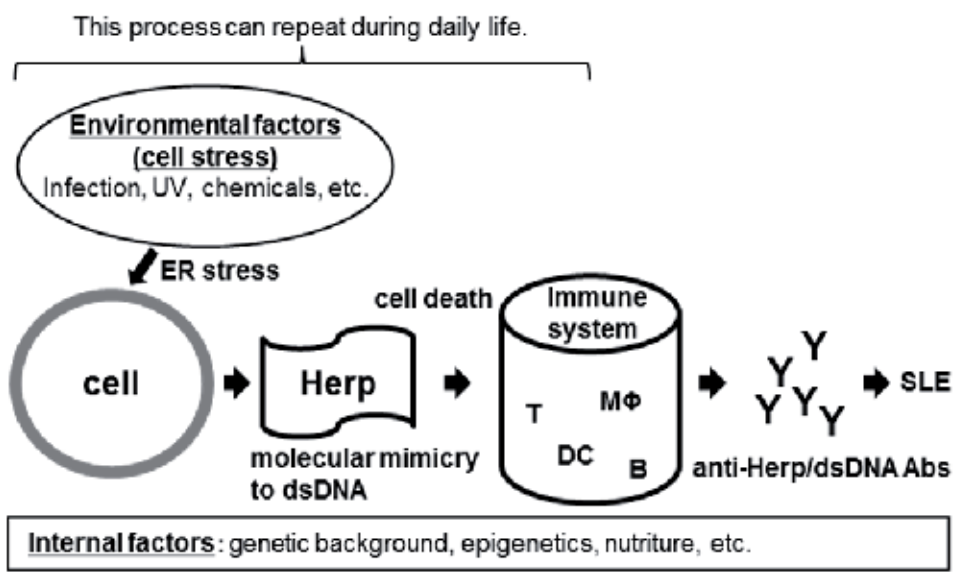 This process can repeat during daily life.
Environmental factors
(cell stress)
Infection, UV, chemicals, etc.
ER stress
cell
Herp
molecular mimicry
to dsDNA
cell death
Immune
system
T
MΦ
DC
B
Y
Y
Y
Y
Y
anti-Herp/dsDNA Abs
SLE
Internal factors: genetic background, epigenetics, nutriture, etc.